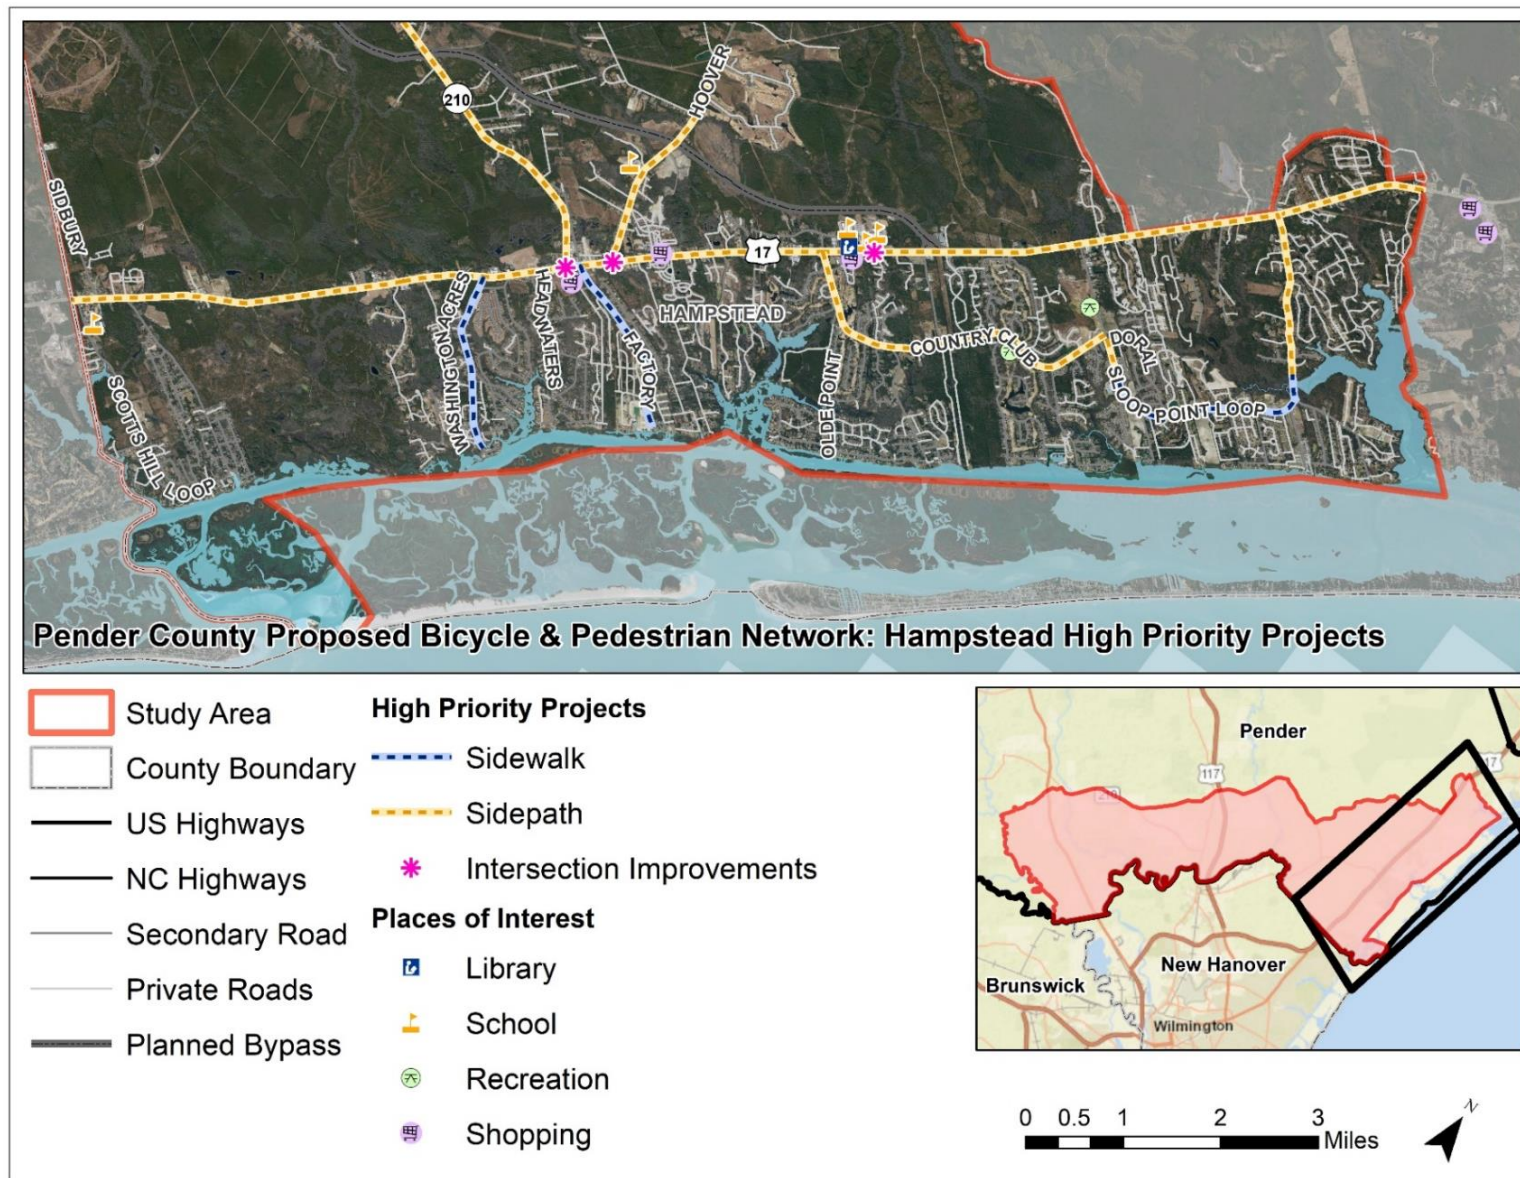 210
HOOVER
SIDBURY
17
WASHINGTON ACRES
HEADWATERS
FACTORY
HAMPSTEAD
OLDE POINT
COUNTRY CLUB
DORAL
SLOOP POINT LOOP
SCOTTS HILL LOOP
Pender County Proposed Bicycle & Pedestrian Network: Hampstead High Priority Projects
Study Area
County Boundary
US Highways
NC Highways
Secondary Road
Private Roads
Planned Bypass
High Priority Projects
Sidewalk
Sidepath
Intersection Improvements
Places of Interest
Library
School
Recreation
Shopping
Pender
117
17
210
New Hanover
Brunswick
Wilmington
0 0.5 1 2 3
Miles
N